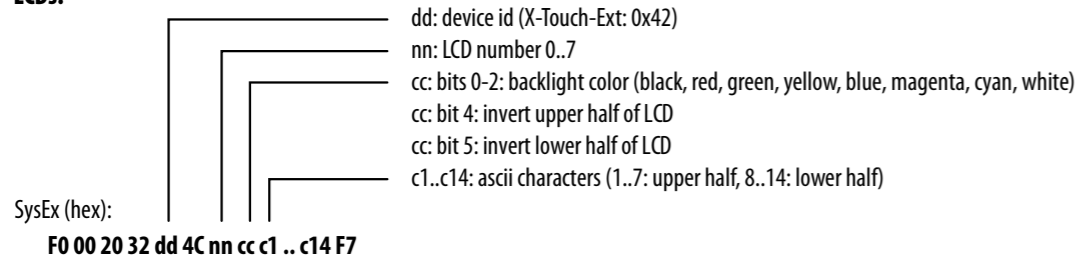 LCDs:
dd: device id (X-Touch-Ext: 0x42)
nn: LCD number 0..7
cc: bits 0-2: backlight color (black, red, green, yellow, blue, magenta, cyan, white)
cc: bit 4: invert upper half of LCD
cc: bit 5: invert lower half of LCD
c1..c14: ascii characters (1..7: upper half, 8..14: lower half)
SysEx (hex):
F0 00 20 32 dd 4C nn cc c1 .. c14 F7